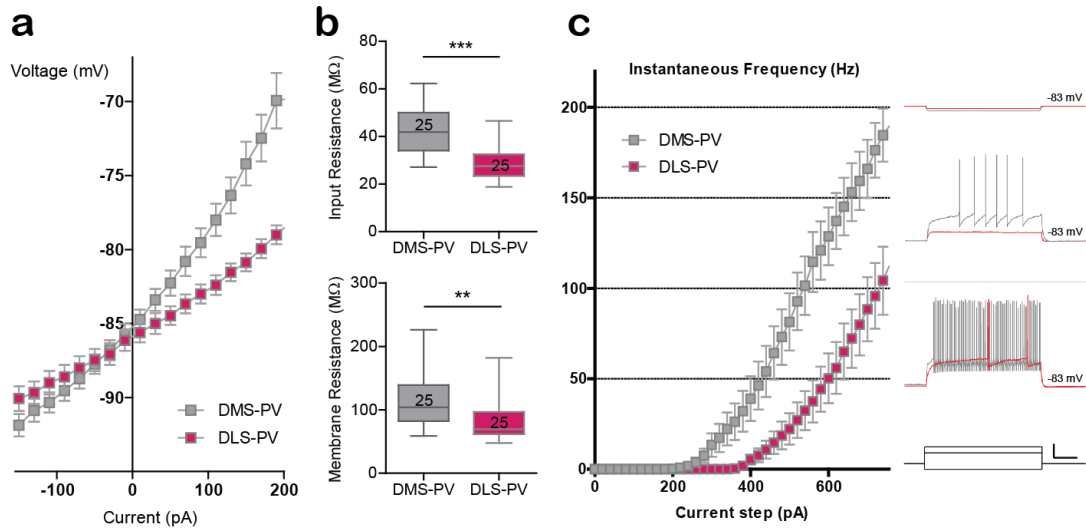 a
Voltage (mV)
-70
-80
-85
-90
-100
0
100
200
DMS-PV
DLS-PV
Current (pA)
b
Input Resistance (MΩ)
80
60
40
20
0
***
25
25
DMS-PV
DLS-PV
Membrane Resistance (MΩ)
300
200
100
0
**
25
25
DMS-PV
DLS-PV
c
Instantaneous Frequency (Hz)
200
150
100
50
0
DMS-PV
DLS-PV
0
200
400
600
Current step (pA)
-83 mV
-83 mV
-83 mV